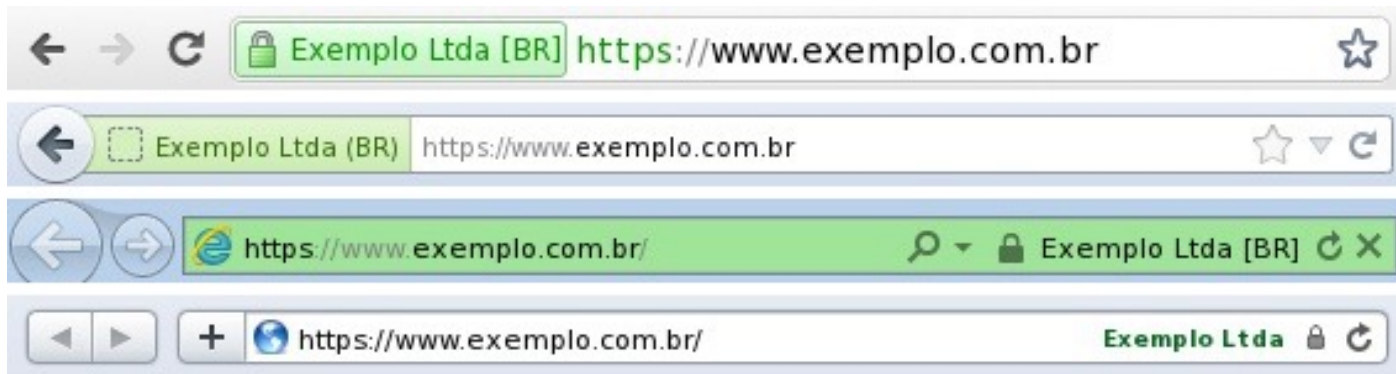 Exemplo Ltda [BR] https://www.exemplo.com.br
Exemplo Ltda (BR) https://www.exemplo.com.br
https://www.exemplo.com.br/ Exemplo Ltda [BR]
https://www.exemplo.com.br/ Exemplo Ltda